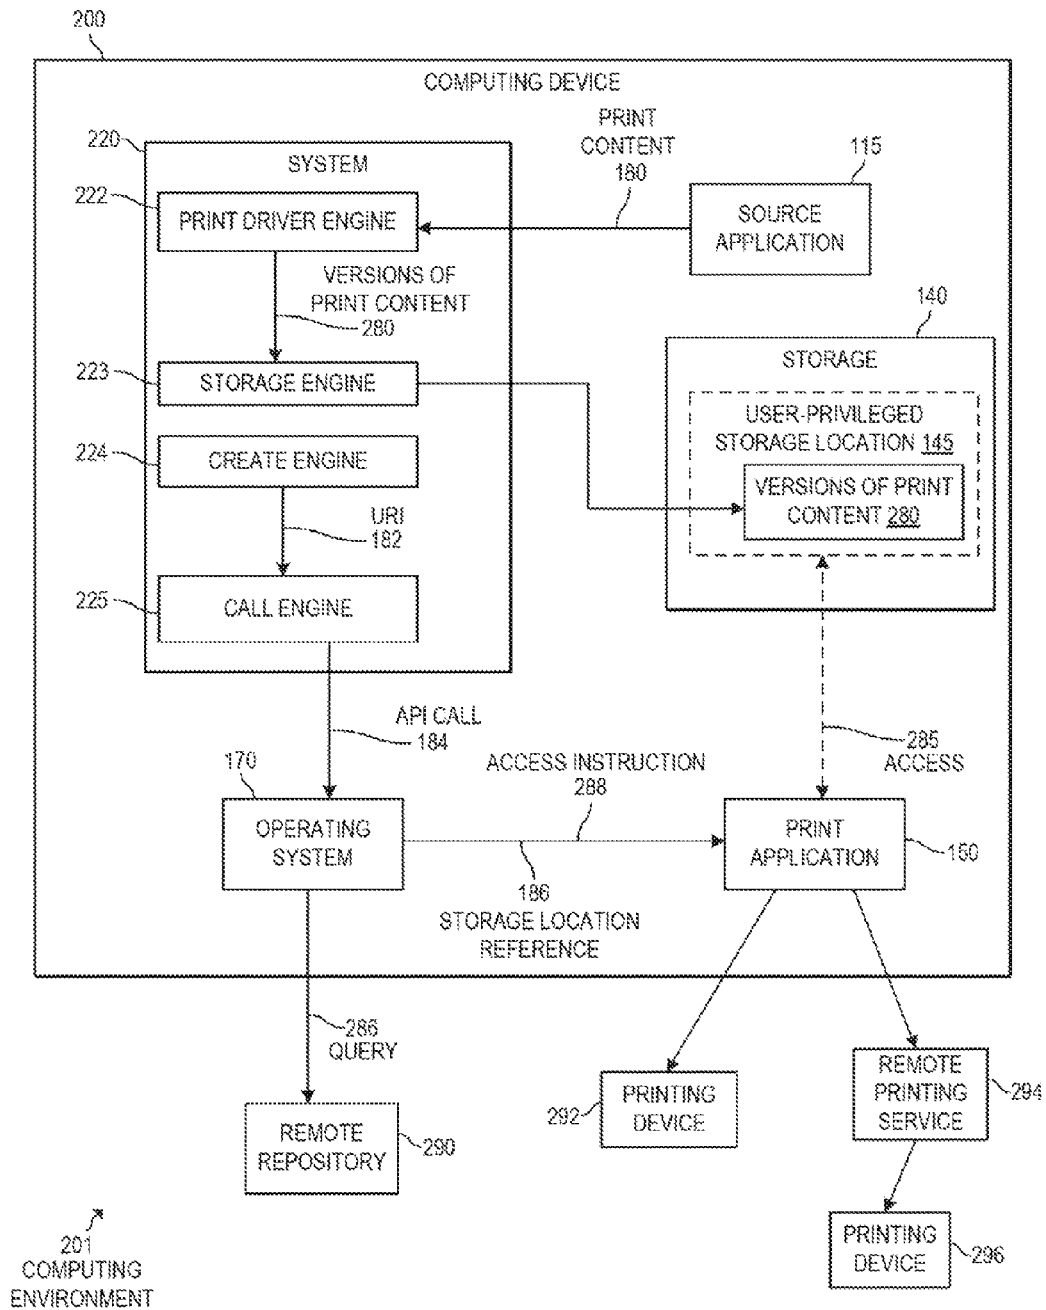 200
COMPUTING DEVICE
PRINT
CONTENT
180
115
220
SYSTEM
222
PRINT DRIVER ENGINE
SOURCE
APPLICATION
VERSIONS OF
PRINT CONTENT
280
140
STORAGE
223
STORAGE ENGINE
USER-PRIVILEGED
STORAGE LOCATION 145
224
CREATE ENGINE
VERSIONS OF PRINT
CONTENT 280
URI
182
225
CALL ENGINE
API CALL
184
285
ACCESS
170
ACCESS INSTRUCTION
288
OPERATING
SYSTEM
PRINT
APPLICATION
150
186
STORAGE LOCATION
REFERENCE
286
QUERY
REMOTE
PRINTING
SERVICE
294
292
PRINTING
DEVICE
REMOTE
REPOSITORY
290
201
COMPUTING
ENVIRONMENT
PRINTING
DEVICE
296